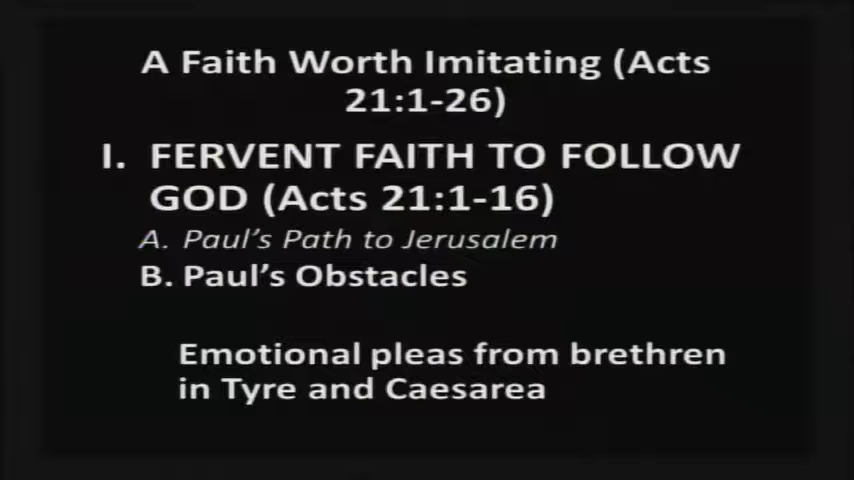 A Faith Worth Imitating (Acts
21:1-26)
I. FERVENT FAITH TO FOLLOW
GOD (Acts 21:1-16)
A. Paul's Path to Jerusalem
B. Paul's Obstacles
Emotional pleas from brethren
in Tyre and Caesarea